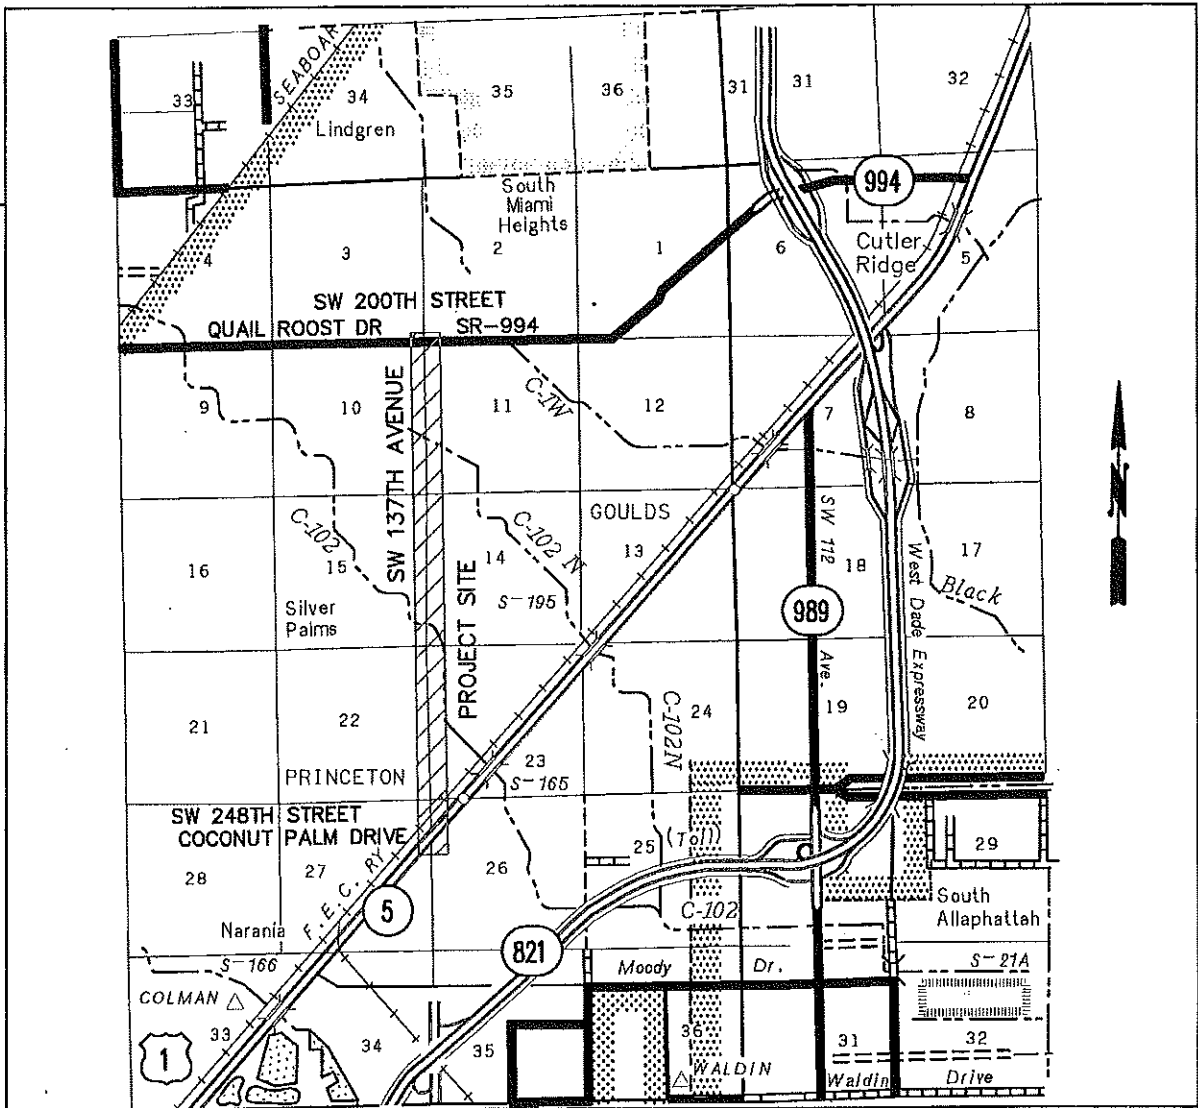 33
SEABOAR
34
Lindgren
35
36
31
31
32
South
Miami
Heights
994
Cutler
Ridge
4
3
2
1
6
5
SW 200TH STREET
QUAIL ROOST DR
SR-994
9
10
11
C-1W
12
7
8
SW 137TH AVENUE
N
C-102
16
15
14
C-102 N
GOULDS
13
SW 112
Ave.
18
17
Black
989
West Dade Expressway
Silver
Palms
S-195
PROJECT SITE
21
22
23
C-102N
24
19
20
PRINCETON
S-165
SW 248TH STREET
COCONUT PALM DRIVE
28
27
F.E.C. RY
26
25
(Toll)
29
5
C-102
South
Allapattah
Narania
821
S-166
Moody Dr.
S-21A
COLMAN
33
34
35
36
31
32
1
WALDIN
Waldin Drive